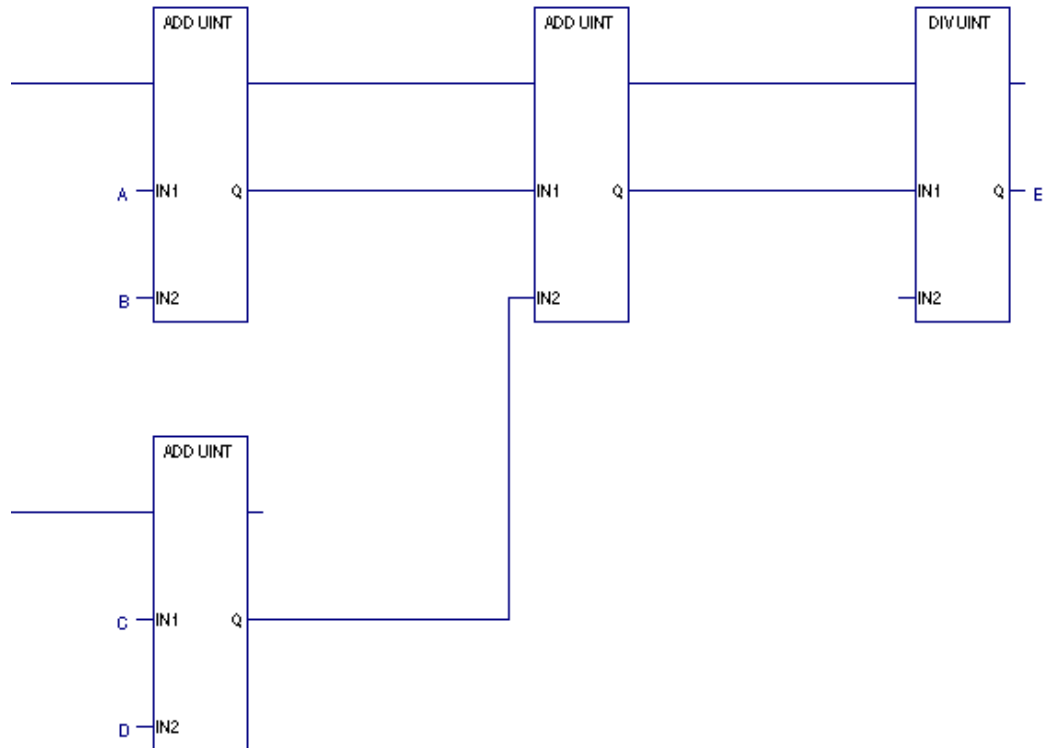 ADD UINT
ADD UINT
DIV UINT
A IN1 Q
IN1 Q
IN1 Q E
B IN2
IN2
IN2
ADD UINT
C IN1 Q
D IN2